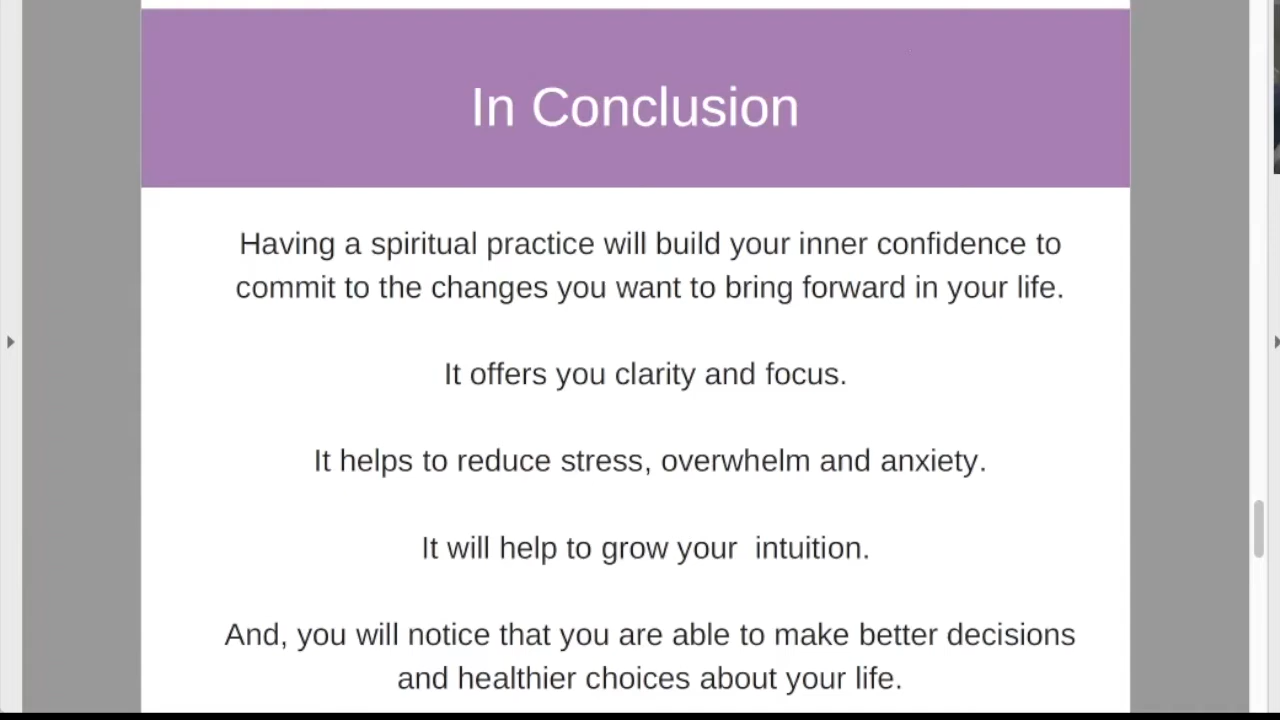 In Conclusion
Having a spiritual practice will build your inner confidence to
commit to the changes you want to bring forward in your life.
It offers you clarity and focus.
It helps to reduce stress, overwhelm and anxiety.
It will help to grow your  intuition.
And, you will notice that you are able to make better decisions
and healthier choices about your life.